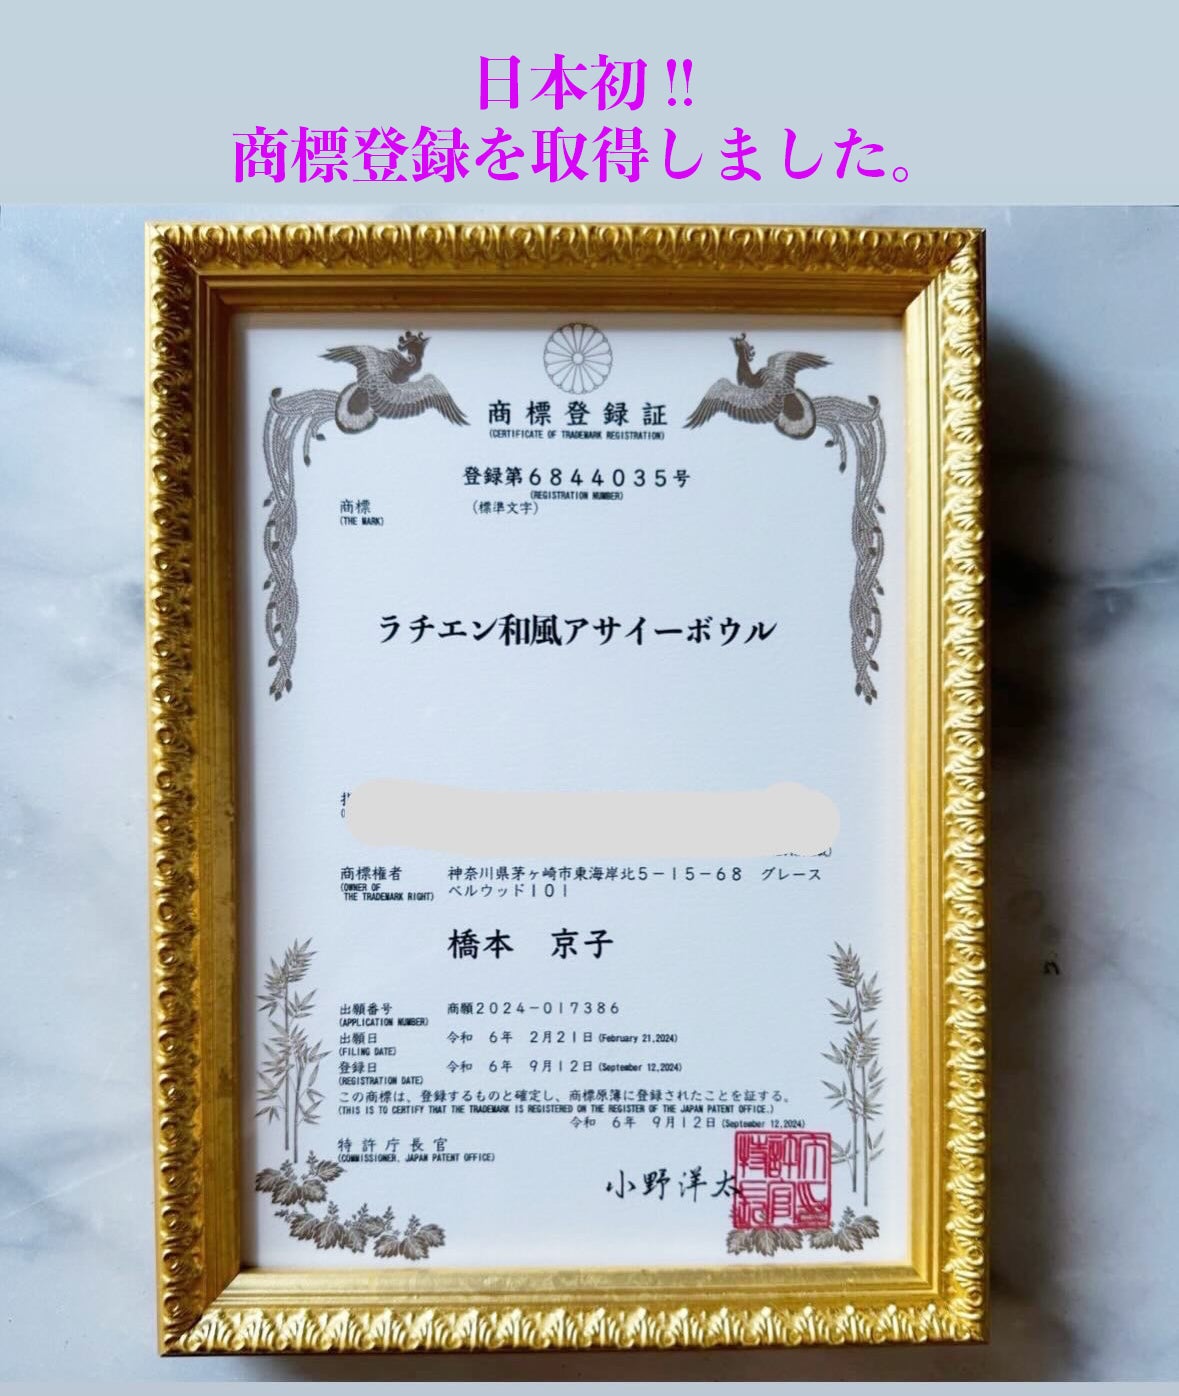 日本初!!
商標登録を取得しました。
商標登録証
(CERTIFICATE OF TRADEMARK REGISTRATION)
登録第6844035号
(REGISTRATION NUMBER)
商標 (標準文字)
(THE MARK)
ラチエン和風アサイーボウル
商標権者 神奈川県茅ヶ崎市東海岸北5-15-68 グレース
(OWNER OF ベルウッド101
THE TRADEMARK RIGHT)
橋本 京子
出願番号 商願2024-017386
(APPLICATION NUMBER)
出願日 令和 6年 2月21日(February 21,2024)
(FILING DATE)
登録日 令和 6年 9月12日(September 12,2024)
(REGISTRATION DATE)
この商標は、登録するものと確定し、商標原簿に登録されたことを証する。
(THIS IS TO CERTIFY THAT THE TRADEMARK IS REGISTERED ON THE REGISTER OF THE JAPAN PATENT OFFICE.)
令和 6年 9月12日(September 12,2024)
特許庁長官
(COMMISSIONER, JAPAN PATENT OFFICE)
小野洋太
特許庁長官